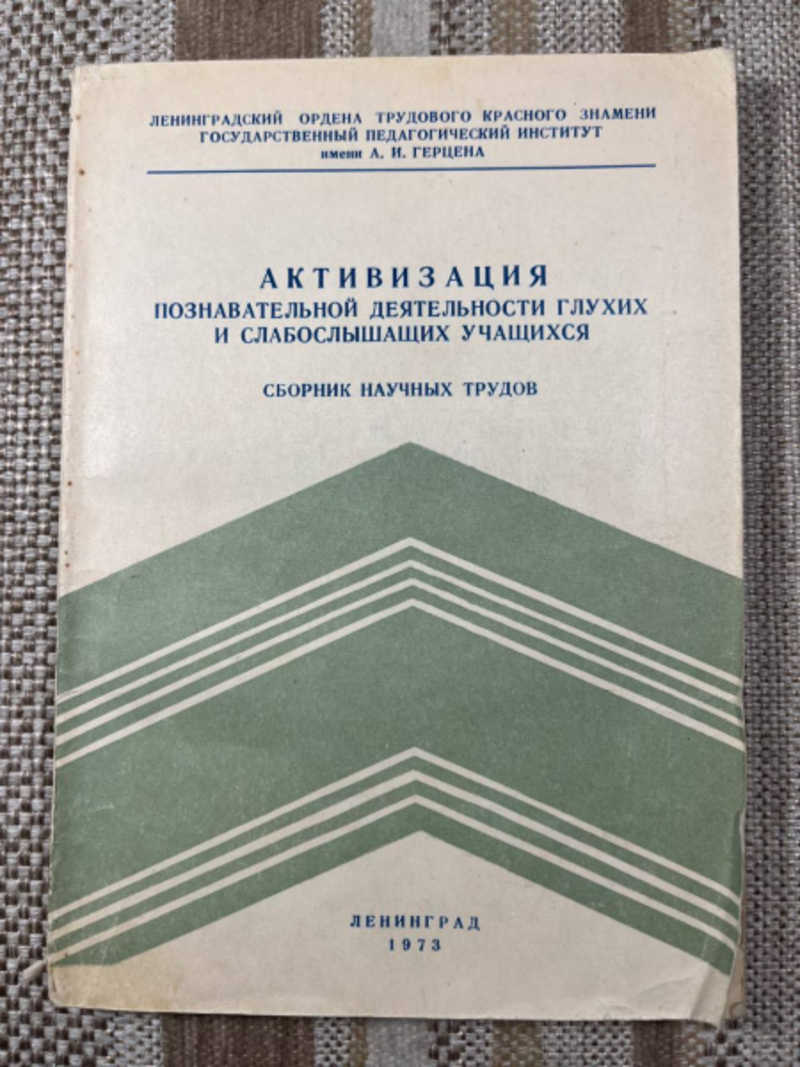 ЛЕНИНГРАДСКИЙ ОРДЕНА ТРУДОВОГО КРАСНОГО ЗНАМЕНИ
ГОСУДАРСТВЕННЫЙ ПЕДАГОГИЧЕСКИЙ ИНСТИТУТ
имени А. И. ГЕРЦЕНА
АКТИВИЗАЦИЯ
ПОЗНАВАТЕЛЬНОЙ ДЕЯТЕЛЬНОСТИ ГЛУХИХ
И СЛАБОСЛЫШАЩИХ УЧАЩИХСЯ
СБОРНИК НАУЧНЫХ ТРУДОВ
ЛЕНИНГРАД
1973